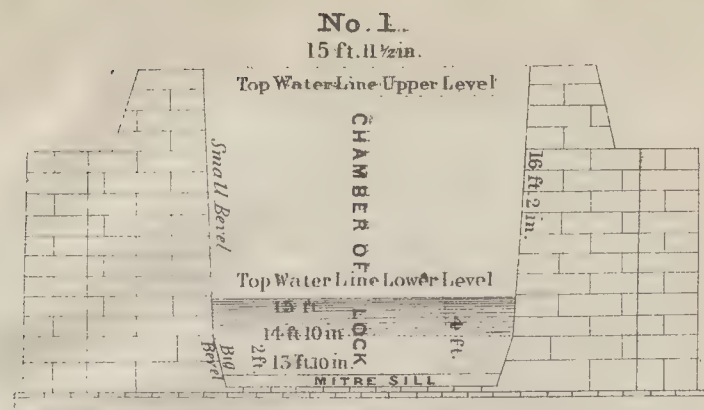 No. 1.
15 ft. 11 ½ in.
Top Water Line Upper Level
CHAMBER OF LOCK
Small Bevel
16 ft. 2 in.
Top Water Line Lower Level
15 ft
14 ft 10 in
4 ft.
Big Bevel
2 ft.
13 ft. 10 in.
MITRE SILL